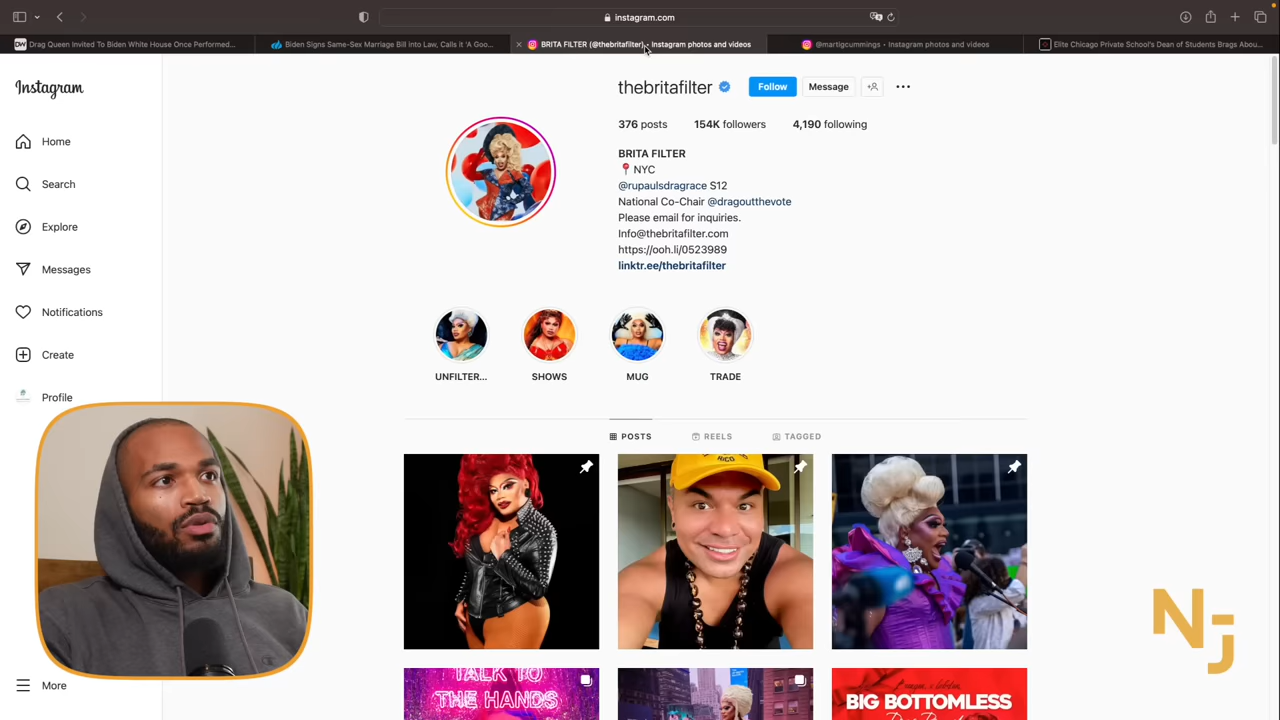 instagram.com
Drag Queen Invited To Biden White House Once Performed...
Biden Signs Same-Sex Marriage Bill into Law, Calls it 'A Goo...
BRITA FILTER (@thebritafilter) • Instagram photos and videos
@martigcummings • Instagram photos and videos
Elite Chicago Private School's Dean of Students Brags Abou...
Instagram
Home
Search
Explore
Messages
Notifications
Create
Profile
More
thebritafilter
Follow
Message
376 posts
154K followers
4,190 following
BRITA FILTER
📍 NYC
@rupaulsdragrace S12
National Co-Chair @dragoutthevote
Please email for inquiries.
Info@thebritafilter.com
https://ooh.li/0523989
linktr.ee/thebritafilter
UNFILTER...
SHOWS
MUG
TRADE
POSTS
REELS
TAGGED
RICO
TALK TO
THE HANDS
BIG BOTTOMLESS
NJ